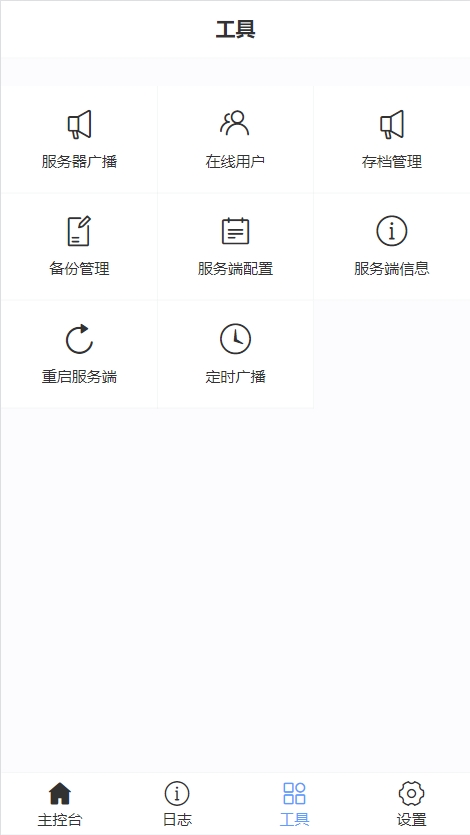 工具
服务器广播
在线用户
存档管理
备份管理
服务端配置
服务端信息
重启服务端
定时广播
主控台
日志
工具
设置